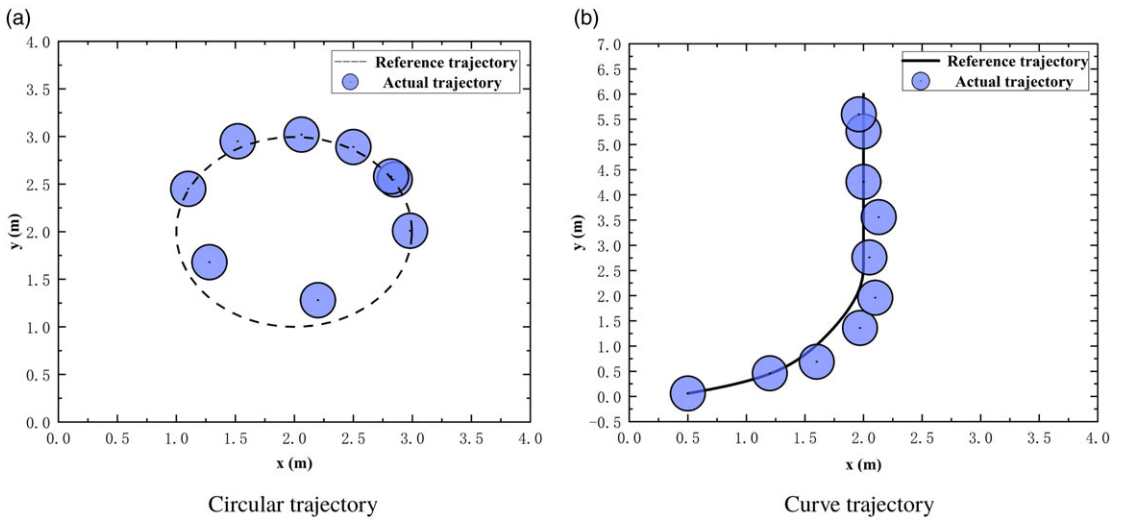 (a)
4.0
3.5
3.0
2.5
2.0
1.5
1.0
0.5
0.0
y (m)
Reference trajectory
Actual trajectory
0.0 0.5 1.0 1.5 2.0 2.5 3.0 3.5 4.0
x (m)
Circular trajectory
(b)
7.0
6.5
6.0
5.5
5.0
4.5
4.0
3.5
3.0
2.5
2.0
1.5
1.0
0.5
0.0
-0.5
y (m)
Reference trajectory
Actual trajectory
0.0 0.5 1.0 1.5 2.0 2.5 3.0 3.5 4.0
x (m)
Curve trajectory